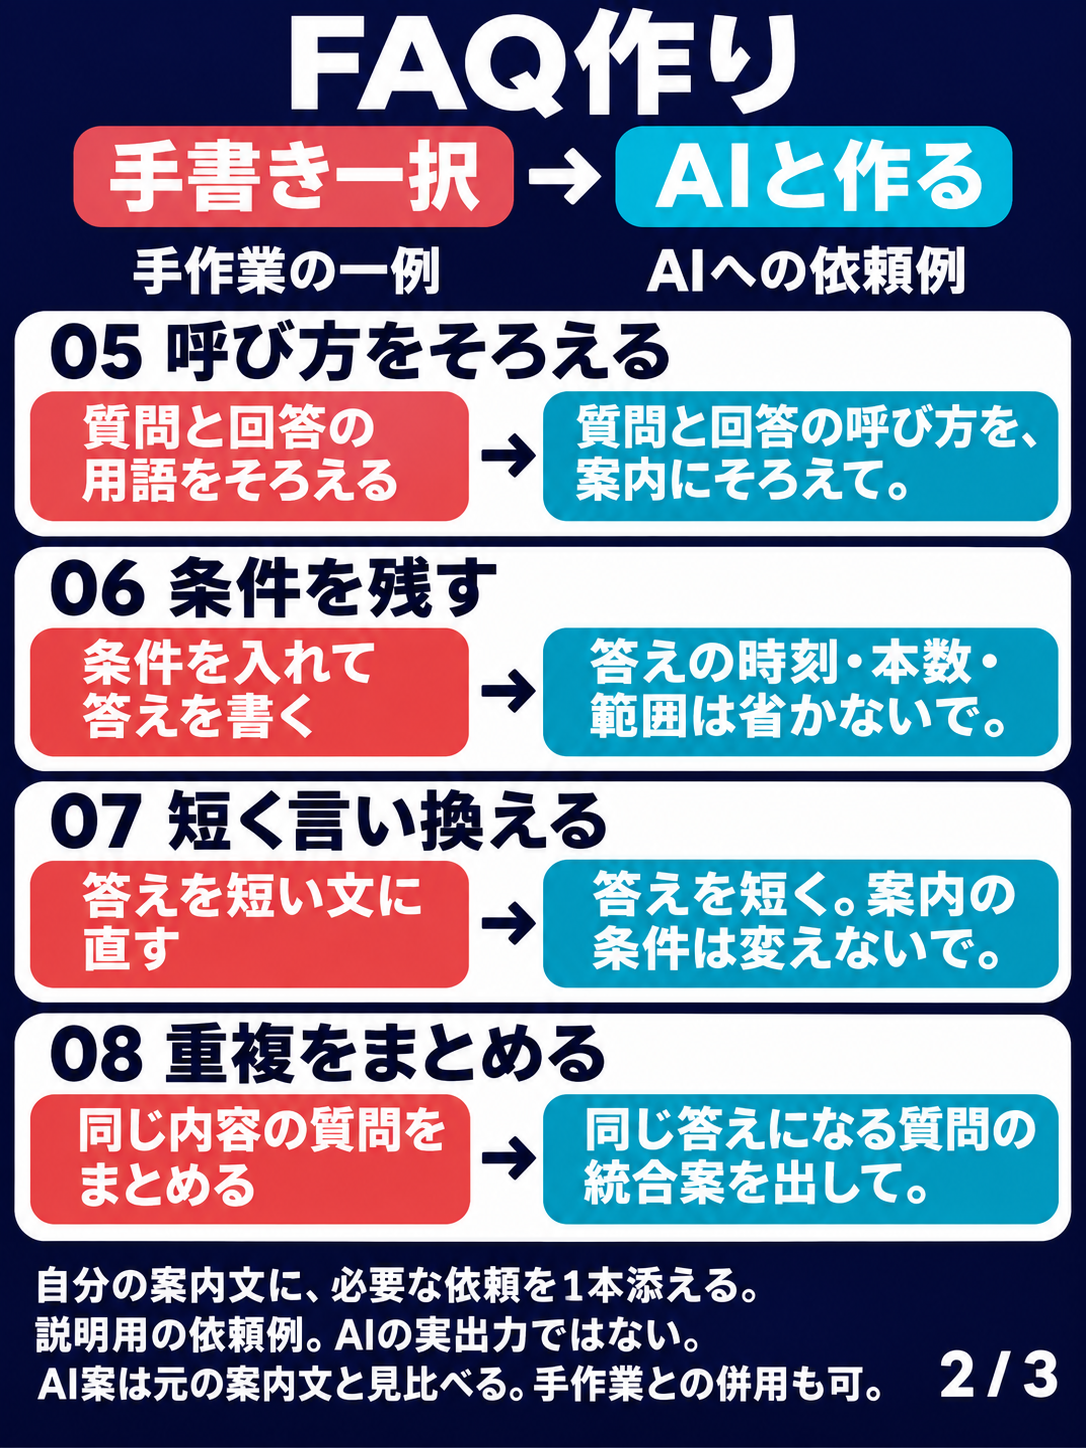 FAQ作り
手書き一択 → AIと作る
手作業の一例 AIへの依頼例
05 呼び方をそろえる
質問と回答の
用語をそろえる
→
質問と回答の呼び方を、
案内にそろえて。
06 条件を残す
条件を入れて
答えを書く
→
答えの時刻・本数・
範囲は省かないで。
07 短く言い換える
答えを短い文に
直す
→
答えを短く。案内の
条件は変えないで。
08 重複をまとめる
同じ内容の質問を
まとめる
→
同じ答えになる質問の
統合案を出して。
自分の案内文に、必要な依頼を1本添える。
説明用の依頼例。AIの実出力ではない。
AI案は元の案内文と見比べる。手作業との併用も可。
2/3